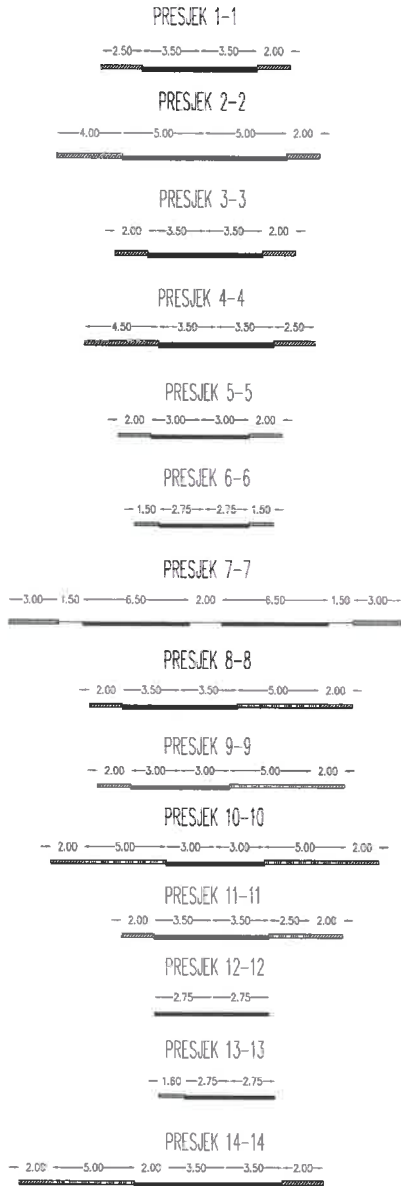 PRESJEK 1-1
2.50 3.50 3.50 2.00
PRESJEK 2-2
4.00 5.00 5.00 2.00
PRESJEK 3-3
2.00 3.50 3.50 2.00
PRESJEK 4-4
4.50 3.50 3.50 2.50
PRESJEK 5-5
2.00 3.00 3.00 2.00
PRESJEK 6-6
1.50 2.75 2.75 1.50
PRESJEK 7-7
3.00 1.50 6.50 2.00 6.50 1.50 3.00
PRESJEK 8-8
2.00 3.50 3.50 5.00 2.00
PRESJEK 9-9
2.00 3.00 3.00 5.00 2.00
PRESJEK 10-10
2.00 5.00 3.00 3.00 5.00 2.00
PRESJEK 11-11
2.00 3.50 3.50 2.50 2.00
PRESJEK 12-12
2.75 2.75
PRESJEK 13-13
1.60 2.75 2.75
PRESJEK 14-14
2.00 5.00 2.00 3.50 3.50 2.00